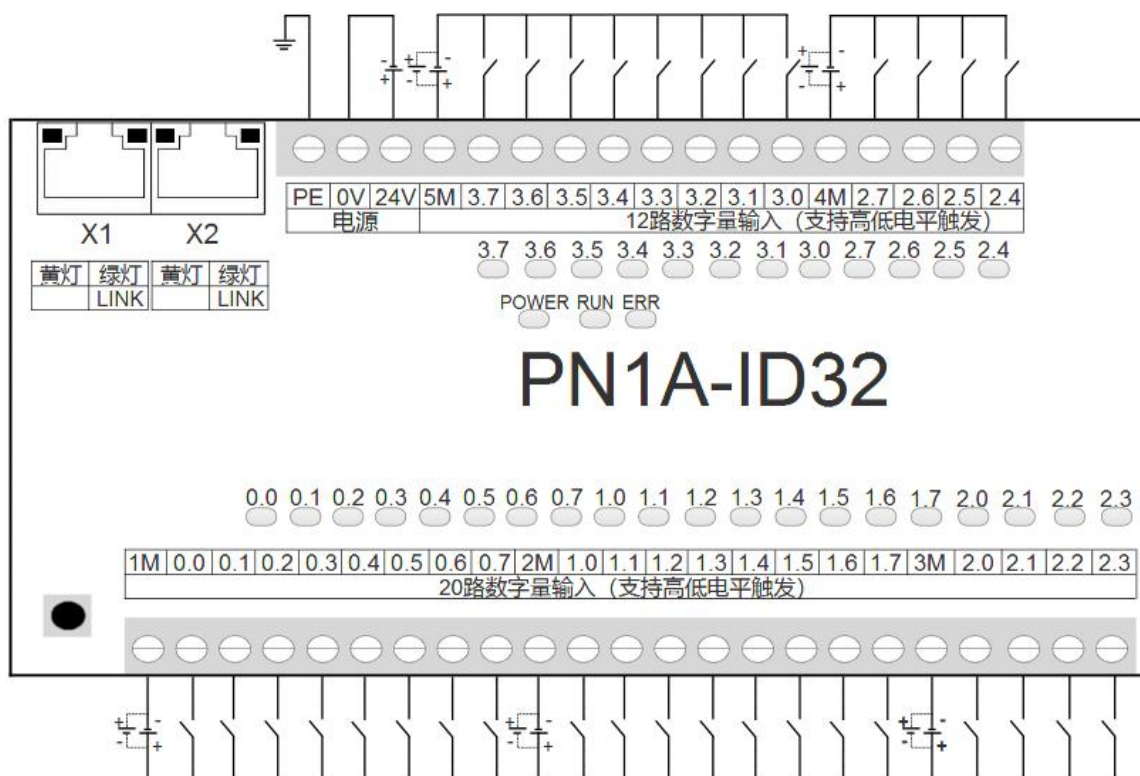 PE 0V 24V 5M 3.7 3.6 3.5 3.4 3.3 3.2 3.1 3.0 4M 2.7 2.6 2.5 2.4
电源 12路数字量输入（支持高低电平触发）
X1 X2
3.7 3.6 3.5 3.4 3.3 3.2 3.1 3.0 2.7 2.6 2.5 2.4
黄灯 绿灯 黄灯 绿灯
LINK LINK
POWER RUN ERR
PN1A-ID32
0.0 0.1 0.2 0.3 0.4 0.5 0.6 0.7 1.0 1.1 1.2 1.3 1.4 1.5 1.6 1.7 2.0 2.1 2.2 2.3
1M 0.0 0.1 0.2 0.3 0.4 0.5 0.6 0.7 2M 1.0 1.1 1.2 1.3 1.4 1.5 1.6 1.7 3M 2.0 2.1 2.2 2.3
20路数字量输入（支持高低电平触发）